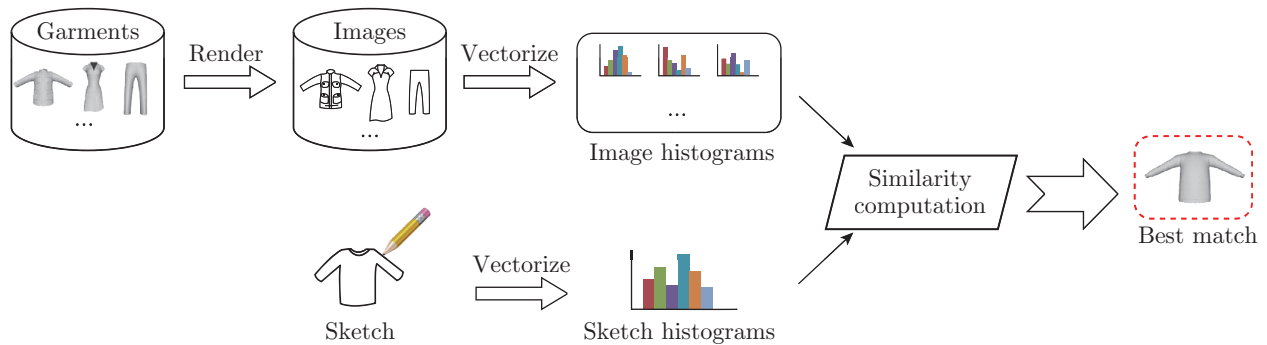 Garments
Render
Images
Vectorize
...
...
...
Image histograms
Similarity
computation
Best match
Sketch
Vectorize
Sketch histograms